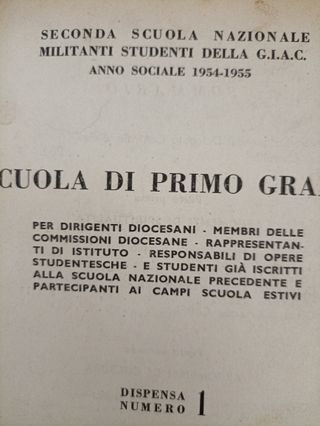 SECONDA SCUOLA NAZIONALE
MILITANTI STUDENTI DELLA G.I.A.C.
ANNO SOCIALE 1954-1955
CUOLA DI PRIMO GRA
PER DIRIGENTI DIOCESANI - MEMBRI DELLE
COMMISSIONI DIOCESANE - RAPPRESENTAN-
TI DI ISTITUTO - RESPONSABILI DI OPERE
STUDENTESCHE - E STUDENTI GIÀ ISCRITTI
ALLA SCUOLA NAZIONALE PRECEDENTE E
PARTECIPANTI AI CAMPI SCUOLA ESTIVI
DISPENSA
NUMERO 1